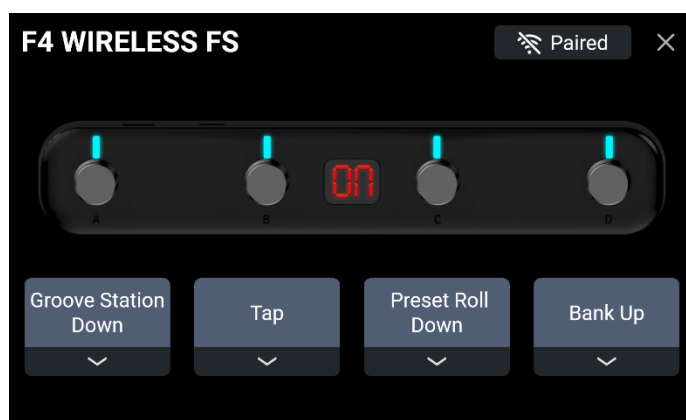 F4 WIRELESS FS
Paired
ON
A
B
C
D
Groove Station
Down
Tap
Preset Roll
Down
Bank Up